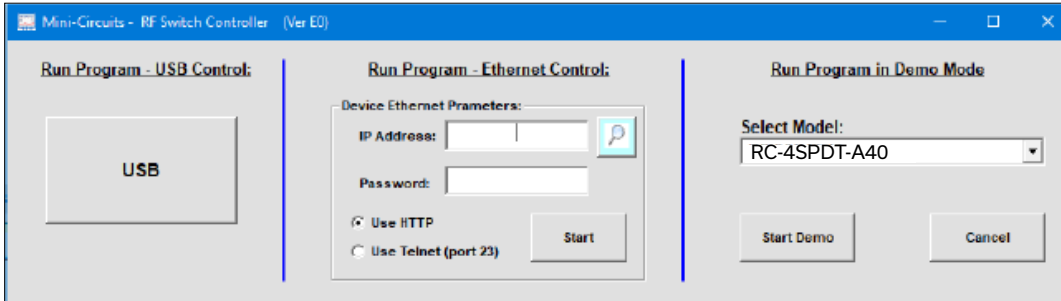 Mini-Circuits - RF Switch Controller (Ver E0)
Run Program - USB Control:
USB
Run Program - Ethernet Control:
Device Ethernet Prameters:
IP Address:
Password:
Use HTTP
Use Telnet (port 23)
Start
Run Program in Demo Mode
Select Model:
RC-4SPDT-A40
Start Demo
Cancel